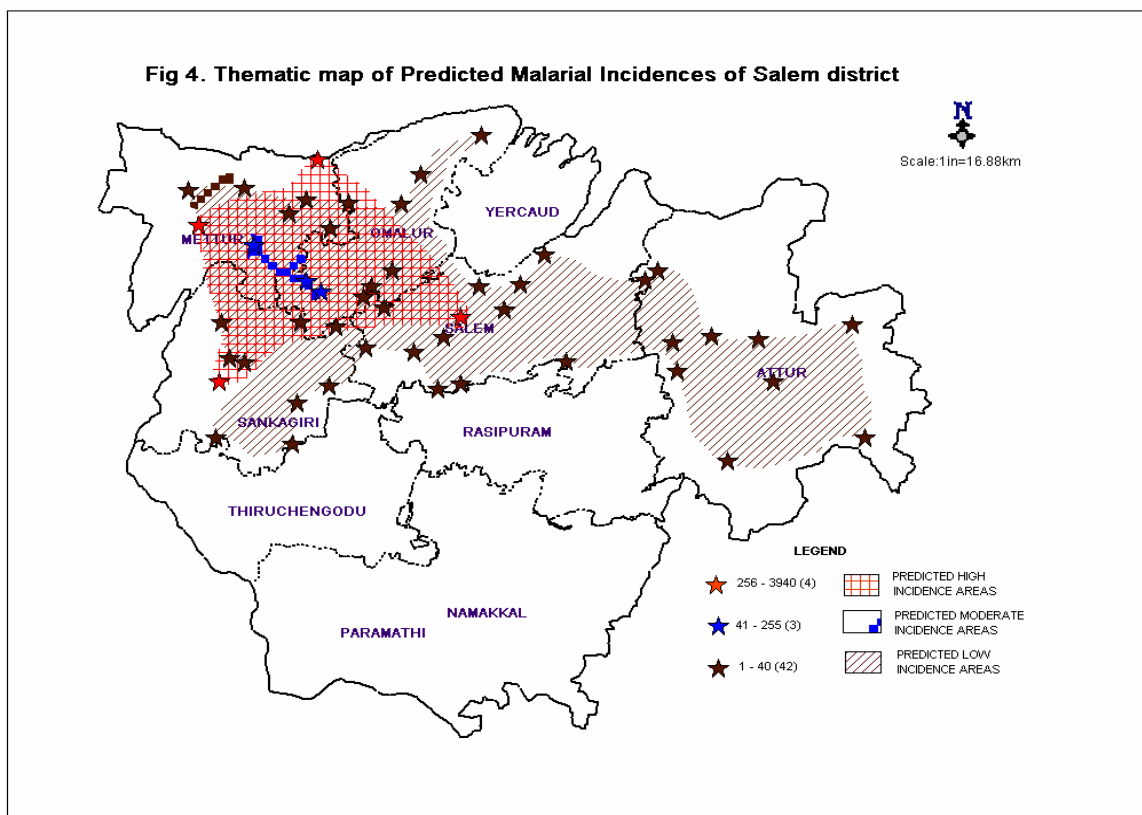 Fig 4. Thematic map of Predicted Malarial Incidences of Salem district
N
Scale:1in=16.88km
YERCAUD
METTUR
OMALUR
SALEM
ATTUR
SANKAGIRI
RASIPURAM
THIRUCHENGODU
NAMAKKAL
PARAMATHI
LEGEND
256 - 3940 (4)
PREDICTED HIGH
INCIDENCE AREAS
41 - 255 (3)
PREDICTED MODERATE
INCIDENCE AREAS
1 - 40 (42)
PREDICTED LOW
INCIDENCE AREAS